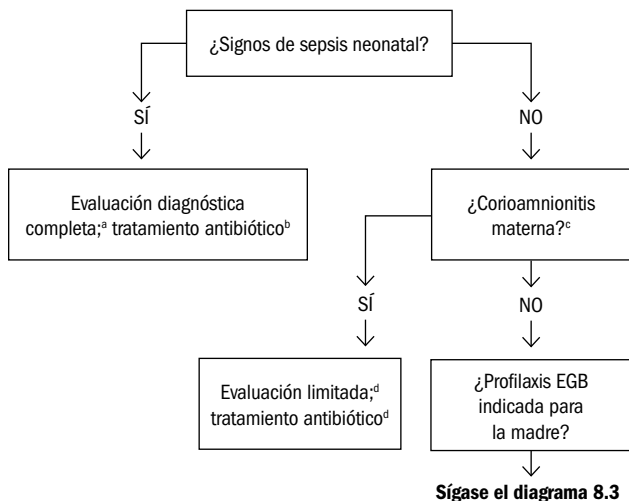 ¿Signos de sepsis neonatal?
SÍ
NO
Evaluación diagnóstica
completa;ᵃ tratamiento antibióticoᵇ
¿Corioamnionitis
materna?ᶜ
SÍ
NO
Evaluación limitada;ᵈ
tratamiento antibióticoᵈ
¿Profilaxis EGB
indicada para
la madre?
Sígase el diagrama 8.3